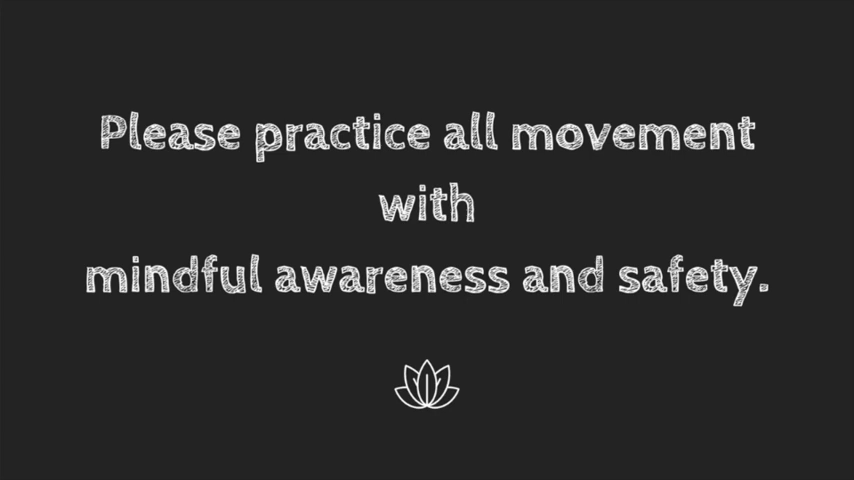 Please practice all movement
with
mindful awareness and safety.